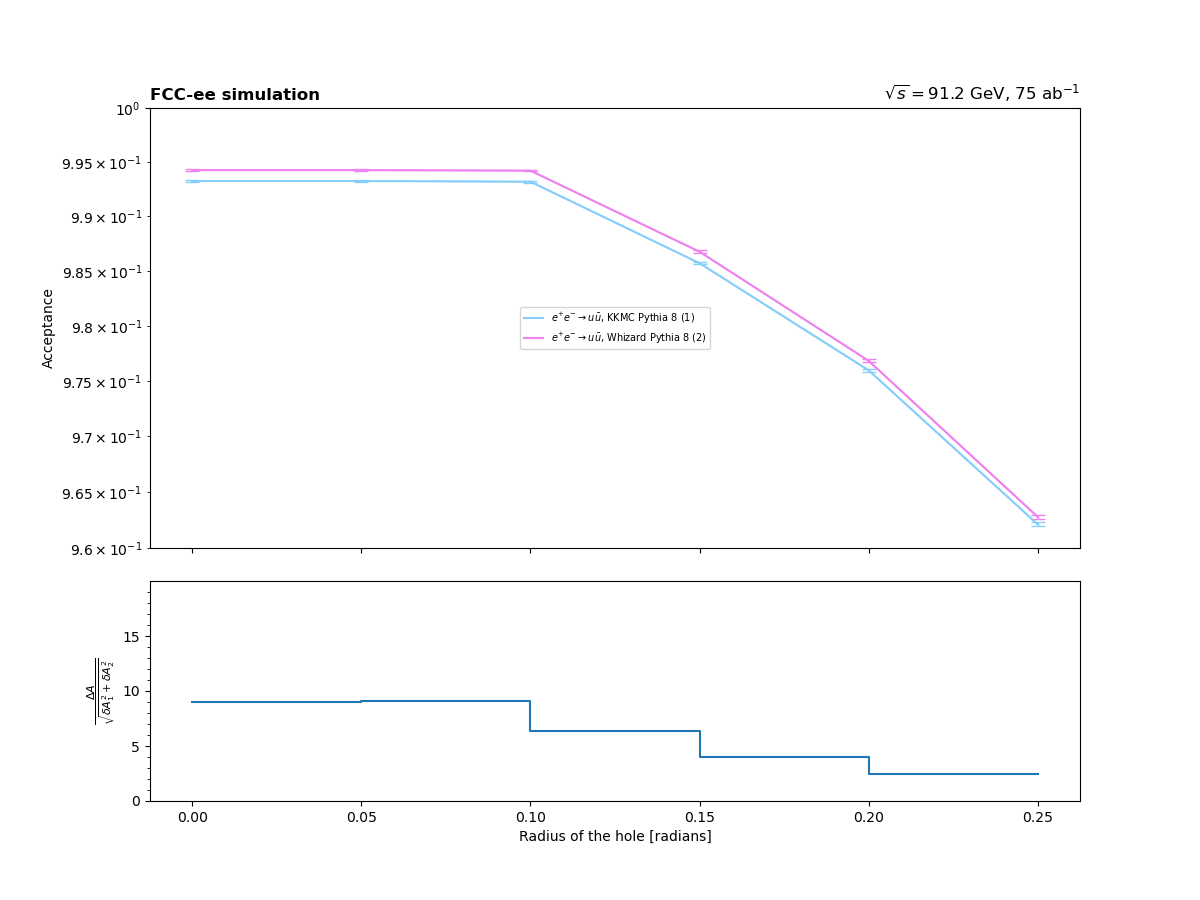 FCC-ee simulation
√s = 91.2 GeV, 75 ab⁻¹
10⁰
9.95 × 10⁻¹
9.9 × 10⁻¹
9.85 × 10⁻¹
9.8 × 10⁻¹
9.75 × 10⁻¹
9.7 × 10⁻¹
9.65 × 10⁻¹
9.6 × 10⁻¹
Acceptance
e⁺e⁻ → uū, KKMC Pythia 8 (1)
e⁺e⁻ → uū, Whizard Pythia 8 (2)
15
10
5
0
ΔA
√δA₁² + δA₂²
0.00 0.05 0.10 0.15 0.20 0.25
Radius of the hole [radians]